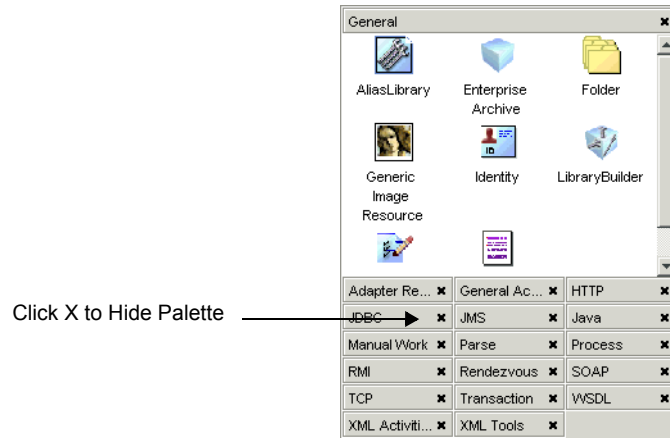 General
AliasLibrary
Enterprise
Archive
Folder
Generic
Image
Resource
ID
Identity
LibraryBuilder
Adapter Re...
General Ac...
HTTP
Click X to Hide Palette
JDBC
JMS
Java
Manual Work
Parse
Process
RMI
Rendezvous
SOAP
TCP
Transaction
WSDL
XML Activiti...
XML Tools